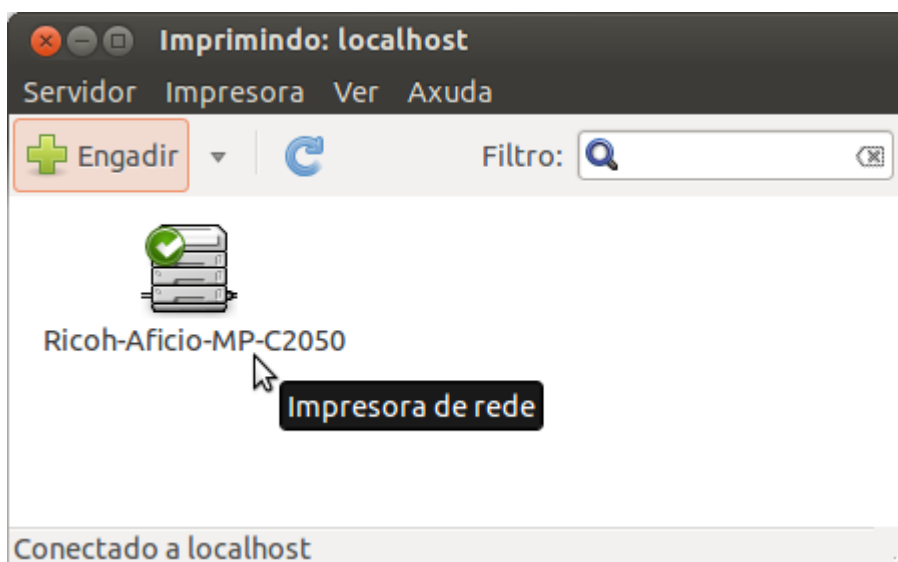 Imprimindo: localhost
Servidor Impresora Ver Axuda
Engadir Filtro:
Ricoh-Aficio-MP-C2050
Impresora de rede
Conectado a localhost